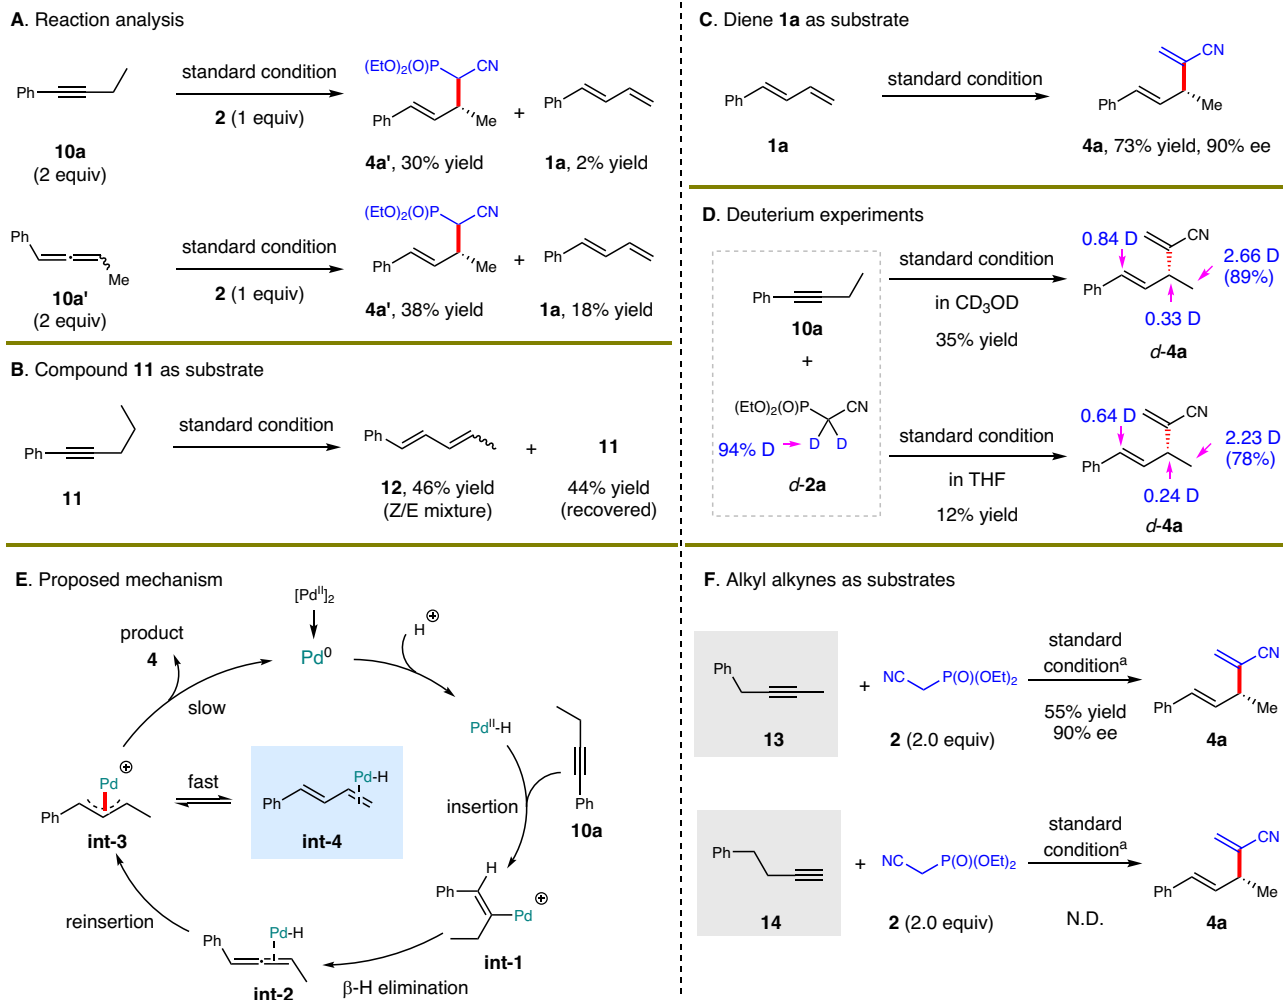 A. Reaction analysis
Ph
10a
(2 equiv)
standard condition
2 (1 equiv)
(EtO)2(O)P
CN
Ph
Me
4a', 30% yield
+
Ph
1a, 2% yield
Ph
Me
10a'
(2 equiv)
standard condition
2 (1 equiv)
(EtO)2(O)P
CN
Ph
Me
4a', 38% yield
+
Ph
1a, 18% yield
B. Compound 11 as substrate
Ph
11
standard condition
Ph
12, 46% yield
(Z/E mixture)
+
11
44% yield
(recovered)
C. Diene 1a as substrate
Ph
1a
standard condition
CN
Ph
Me
4a, 73% yield, 90% ee
D. Deuterium experiments
Ph
10a
+
(EtO)2(O)P
CN
94% D
D D
d-2a
standard condition
in CD3OD
35% yield
0.84 D
CN
2.66 D
(89%)
Ph
0.33 D
d-4a
standard condition
in THF
12% yield
0.64 D
CN
2.23 D
(78%)
Ph
0.24 D
d-4a
E. Proposed mechanism
[PdII]2
Pd0
H⊕
product
4
slow
PdII-H
insertion
Ph
10a
⊕
Pd
Ph
int-3
fast
Pd-H
Ph
int-4
H
Ph
⊕
Pd
int-1
reinsertion
Pd-H
Ph
int-2
β-H elimination
F. Alkyl alkynes as substrates
Ph
13
+
NC
P(O)(OEt)2
2 (2.0 equiv)
standard
conditiona
55% yield
90% ee
CN
Ph
Me
4a
Ph
14
+
NC
P(O)(OEt)2
2 (2.0 equiv)
standard
conditiona
N.D.
CN
Ph
Me
4a